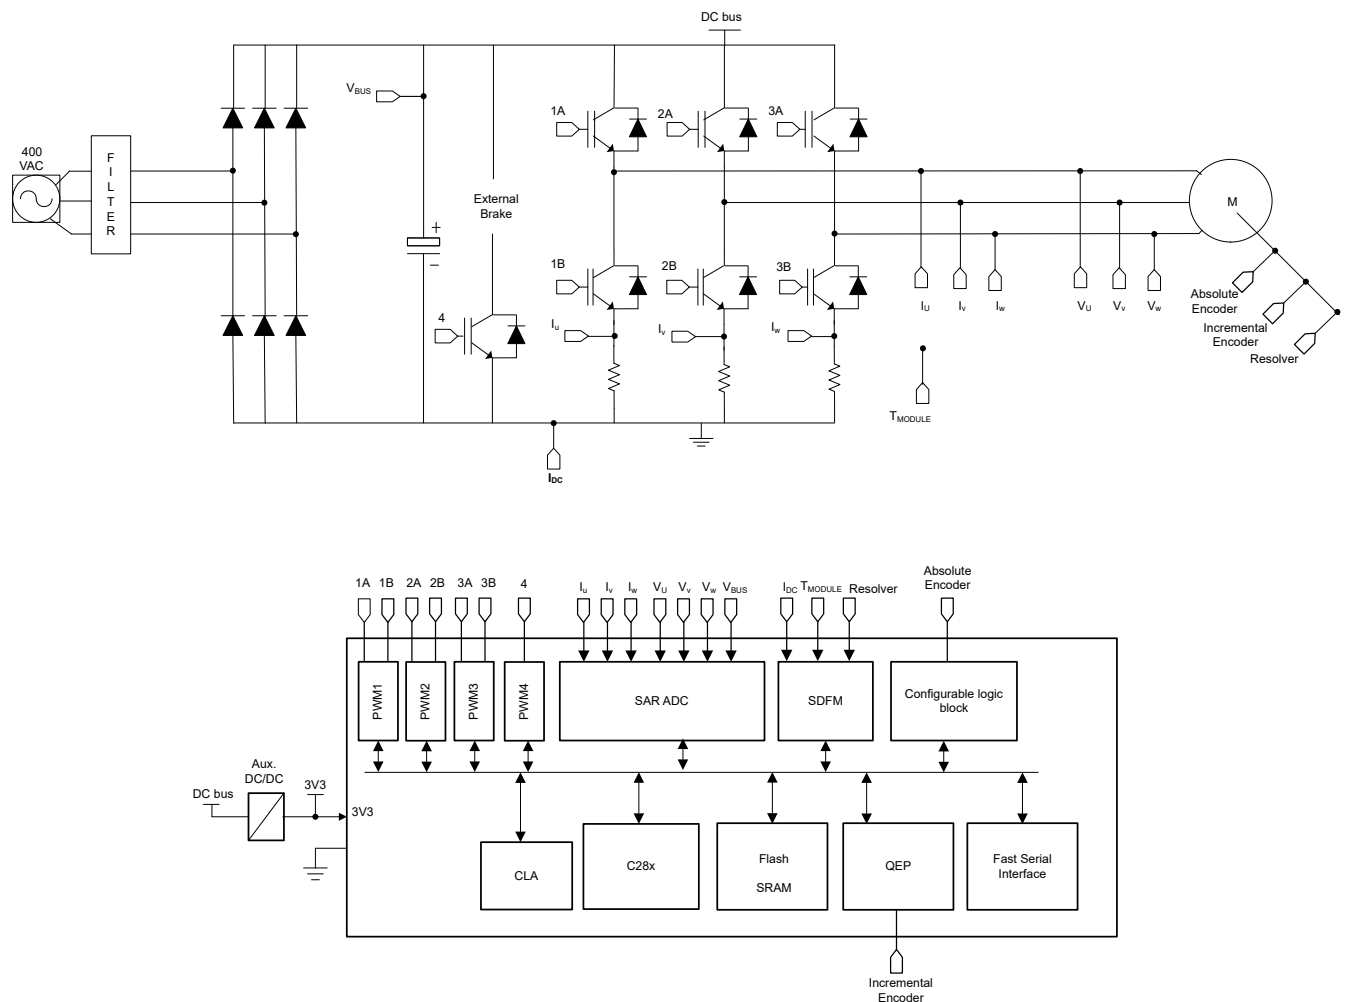 DC bus
V_BUS
1A
2A
3A
400
VAC
F
I
L
T
E
R
External
Brake
M
+
−
1B
2B
3B
4
I_u
I_v
I_w
I_U
I_v
I_w
V_U
V_v
V_w
Absolute
Encoder
Incremental
Encoder
Resolver
T_MODULE
I_DC
1A
1B
2A
2B
3A
3B
4
I_u
I_v
I_w
V_U
V_v
V_w
V_BUS
I_DC
T_MODULE
Resolver
Absolute
Encoder
PWM1
PWM2
PWM3
PWM4
SAR ADC
SDFM
Configurable logic
block
Aux.
DC/DC
DC bus
3V3
3V3
CLA
C28x
Flash
SRAM
QEP
Fast Serial
Interface
Incremental
Encoder